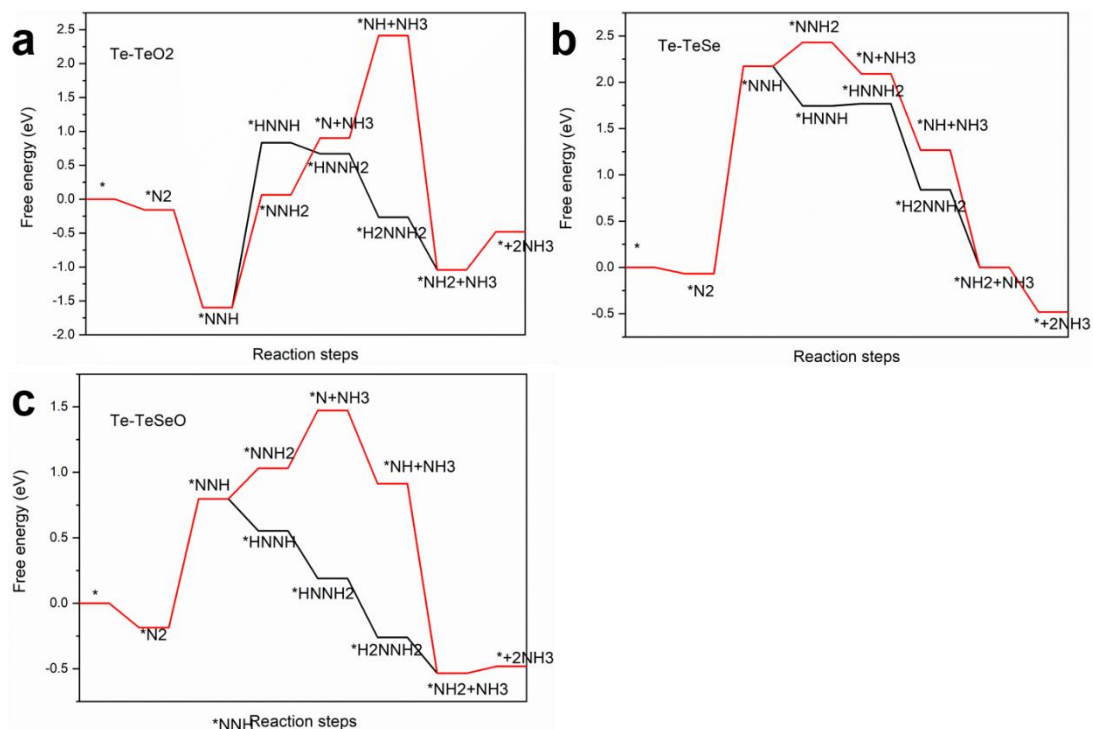 a
Te-TeO2
Free energy (eV)
2.5
2.0
1.5
1.0
0.5
0.0
-0.5
-1.0
-1.5
-2.0
*
*N2
*NNH
*HNNH
*NNH2
*N+NH3
*HNNH2
*NH+NH3
*H2NNH2
*NH2+NH3
*+2NH3
Reaction steps
b
Te-TeSe
Free energy (eV)
2.5
2.0
1.5
1.0
0.5
0.0
-0.5
*
*N2
*NNH
*NNH2
*HNNH
*N+NH3
*HNNH2
*NH+NH3
*H2NNH2
*NH2+NH3
*+2NH3
Reaction steps
c
Te-TeSeO
Free energy (eV)
1.5
1.0
0.5
0.0
-0.5
*
*N2
*NNH
*NNH2
*HNNH
*N+NH3
*HNNH2
*NH+NH3
*H2NNH2
*NH2+NH3
*+2NH3
*NNH
Reaction steps